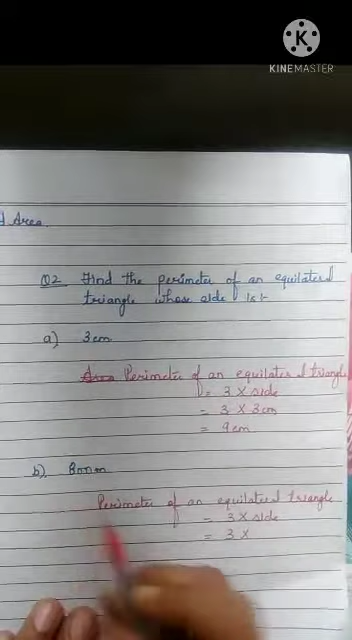 KINEMASTER
Area
Q2 Find the perimeter of an equilateral
triangle whose side is:-
a) 3cm
Area Perimeter of an equilateral triangle
= 3 X side
= 3 X 3cm
= 9cm
b) 8mm
Perimeter of an equilateral triangle
= 3 X side
= 3 X